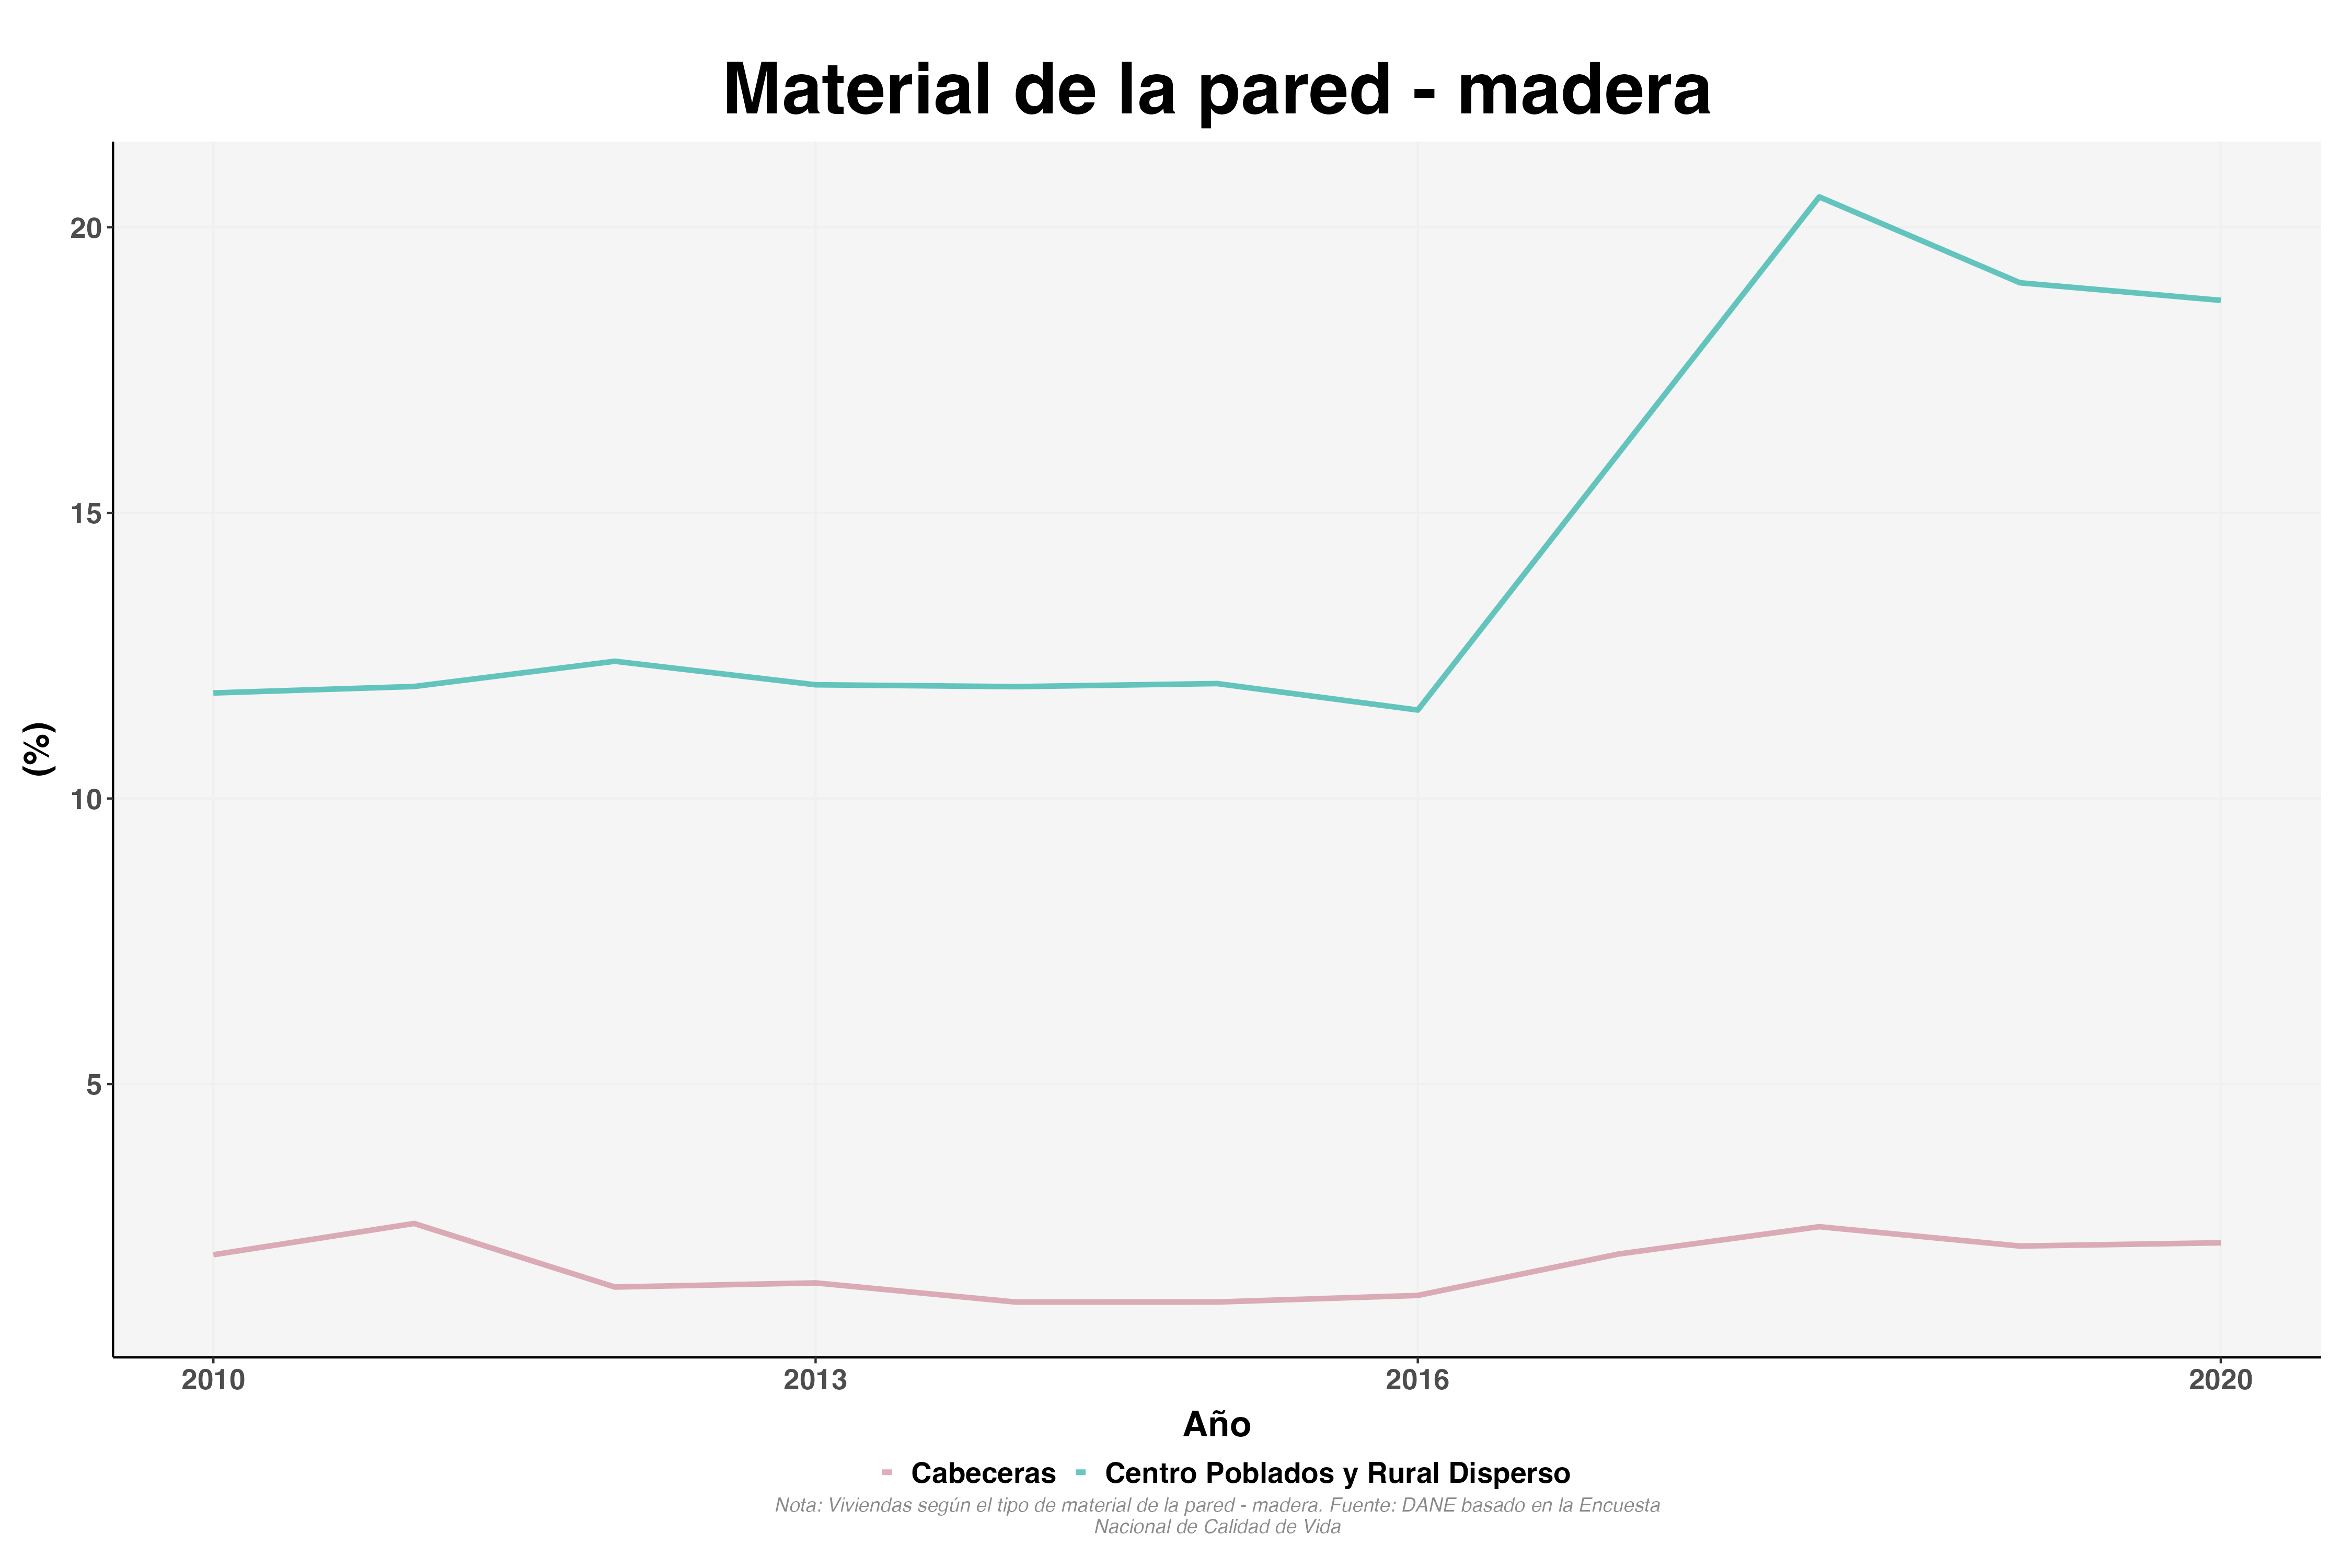 Material de la pared - madera
20
15
10
5
(%)
2010 2013 2016 2020
Año
Cabeceras Centro Poblados y Rural Disperso
Nota: Viviendas según el tipo de material de la pared - madera. Fuente: DANE basado en la Encuesta
Nacional de Calidad de Vida